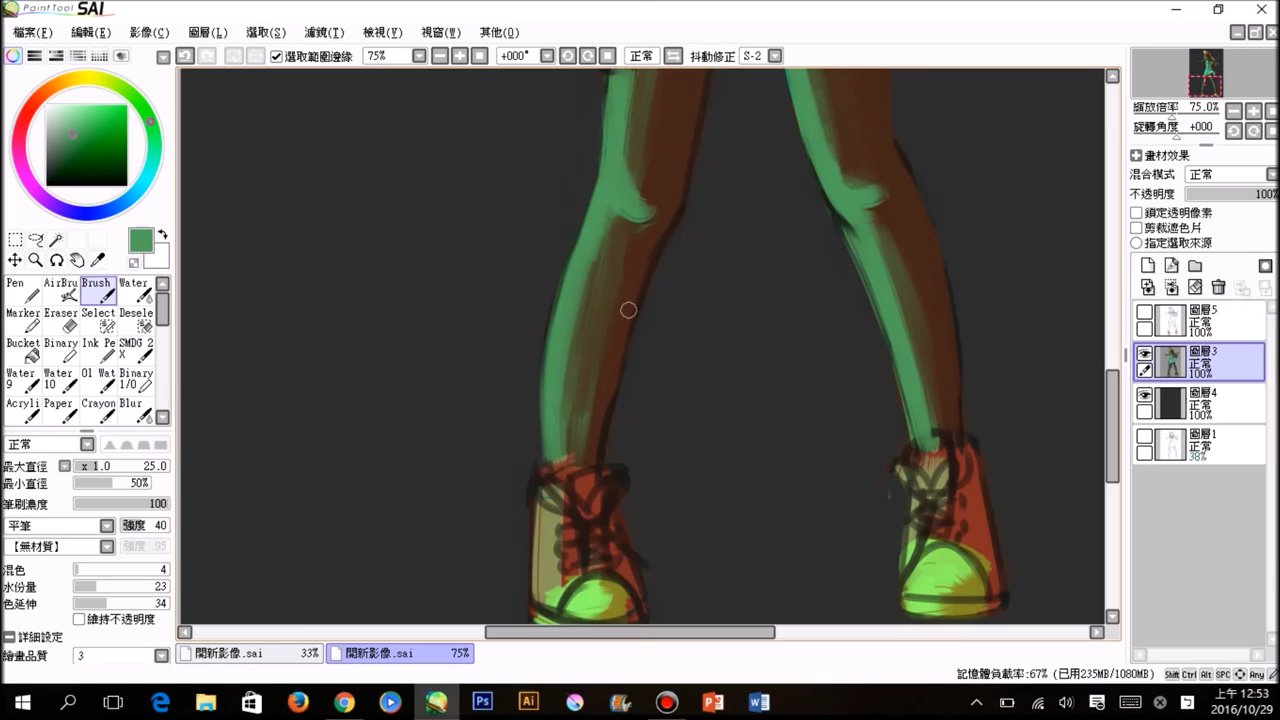 PaintTool SAI
檔案(F) 編輯(E) 影像(C) 圖層(L) 選取(S) 濾鏡(T) 檢視(W) 視窗(W) 其他(O)
選取範圍邊緣 75% +000° 正常 抖動修正 S-2
縮放倍率 75.0%
旋轉角度 +000
畫材效果
混合模式 正常
不透明度 100%
鎖定透明像素
剪裁遮色片
指定選取來源
Pen AirBru Brush Water
Marker Eraser Select Desele
Bucket Binary Ink Pe SMDG 2
X
Water Water Ol Wat Binary
9 10 1/0
Acryli Paper Crayon Blur
正常
最大直徑 x 1.0 25.0
最小直徑 50%
筆刷濃度 100
平筆 強度 40
【無材質】 強度 95
混色 4
水份量 23
色延伸 34
維持不透明度
詳細設定
繪畫品質 3
圖層5
正常
100%
圖層3
正常
100%
圖層4
正常
100%
圖層1
正常
38%
開新影像.sai 33% 開新影像.sai 75%
記憶體負載率:67% (已用235MB/1080MB) Shift Ctrl Alt SPC Any
Ps Ai
上午 12:53
2016/10/29